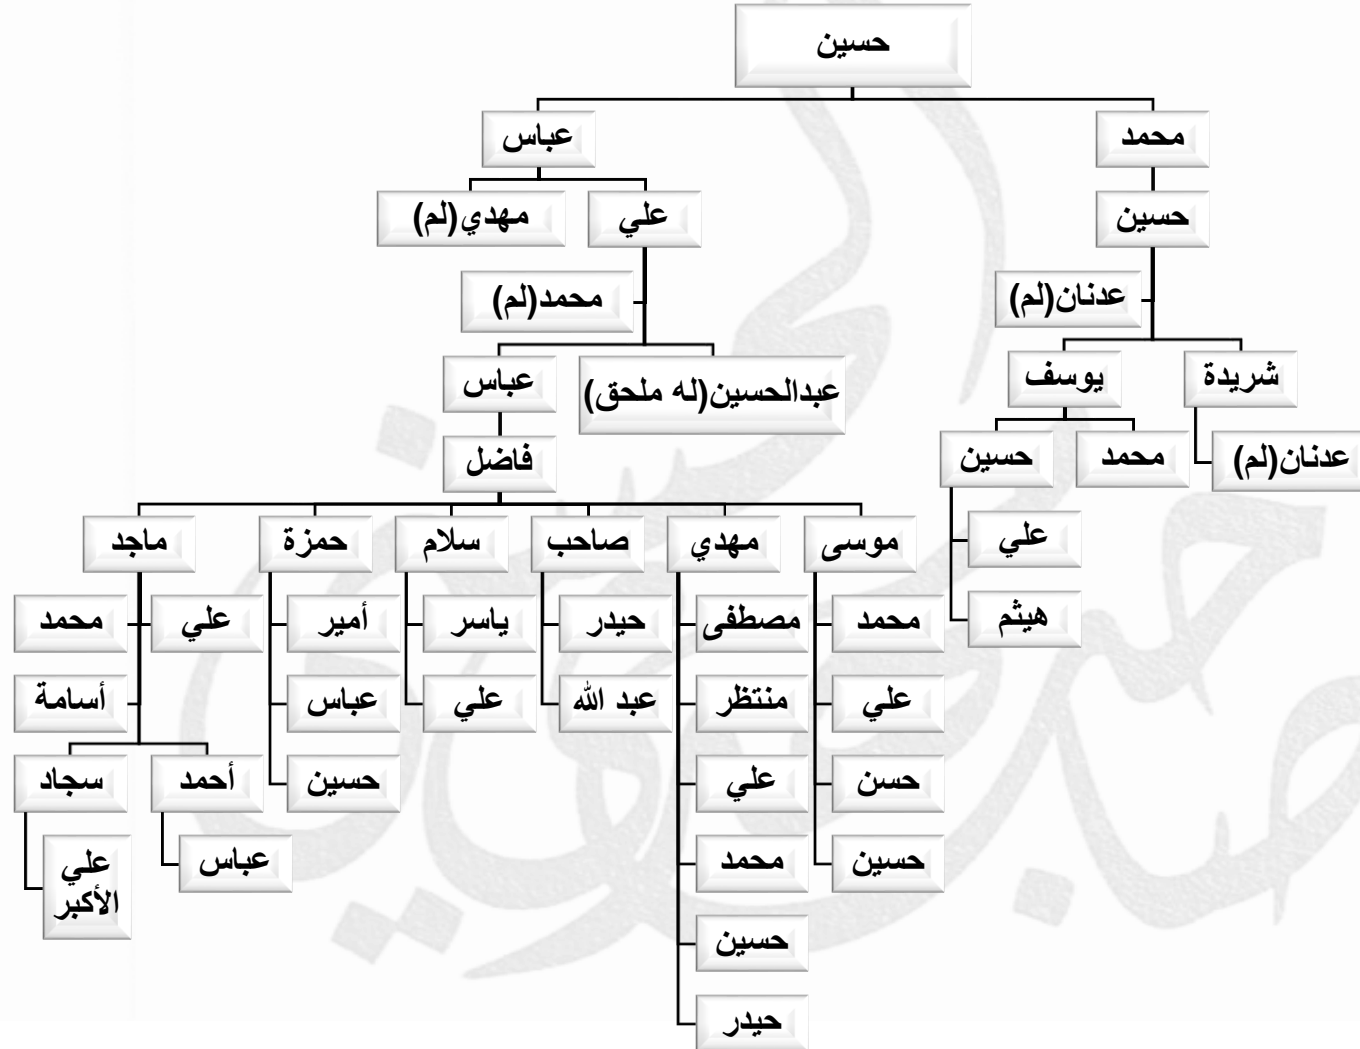 حسين
محمد
عباس
حسين
علي
مهدي(لم)
عدنان(لم)
محمد(لم)
شريدة
يوسف
عبدالحسين(له ملحق)
عباس
عدنان(لم)
محمد
حسين
فاضل
علي
هيثم
موسى
مهدي
صاحب
سلام
حمزة
ماجد
محمد
مصطفى
حيدر
ياسر
أمير
علي
محمد
علي
منتظر
عبد الله
علي
عباس
أسامة
حسن
علي
حسين
أحمد
سجاد
حسين
محمد
عباس
علي
الأكبر
حسين
حيدر